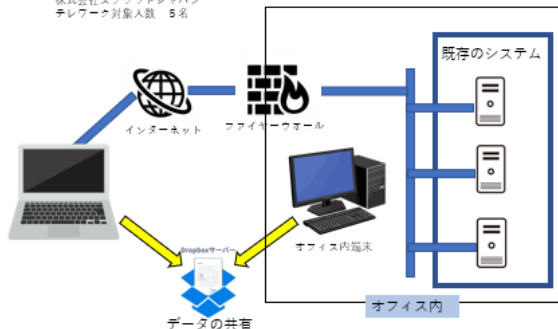 テレワーク対象人数　5名
既存のシステム
インターネット
ファイヤーウォール
オフィス内端末
Dropboxサーバー
オフィス内
データの共有